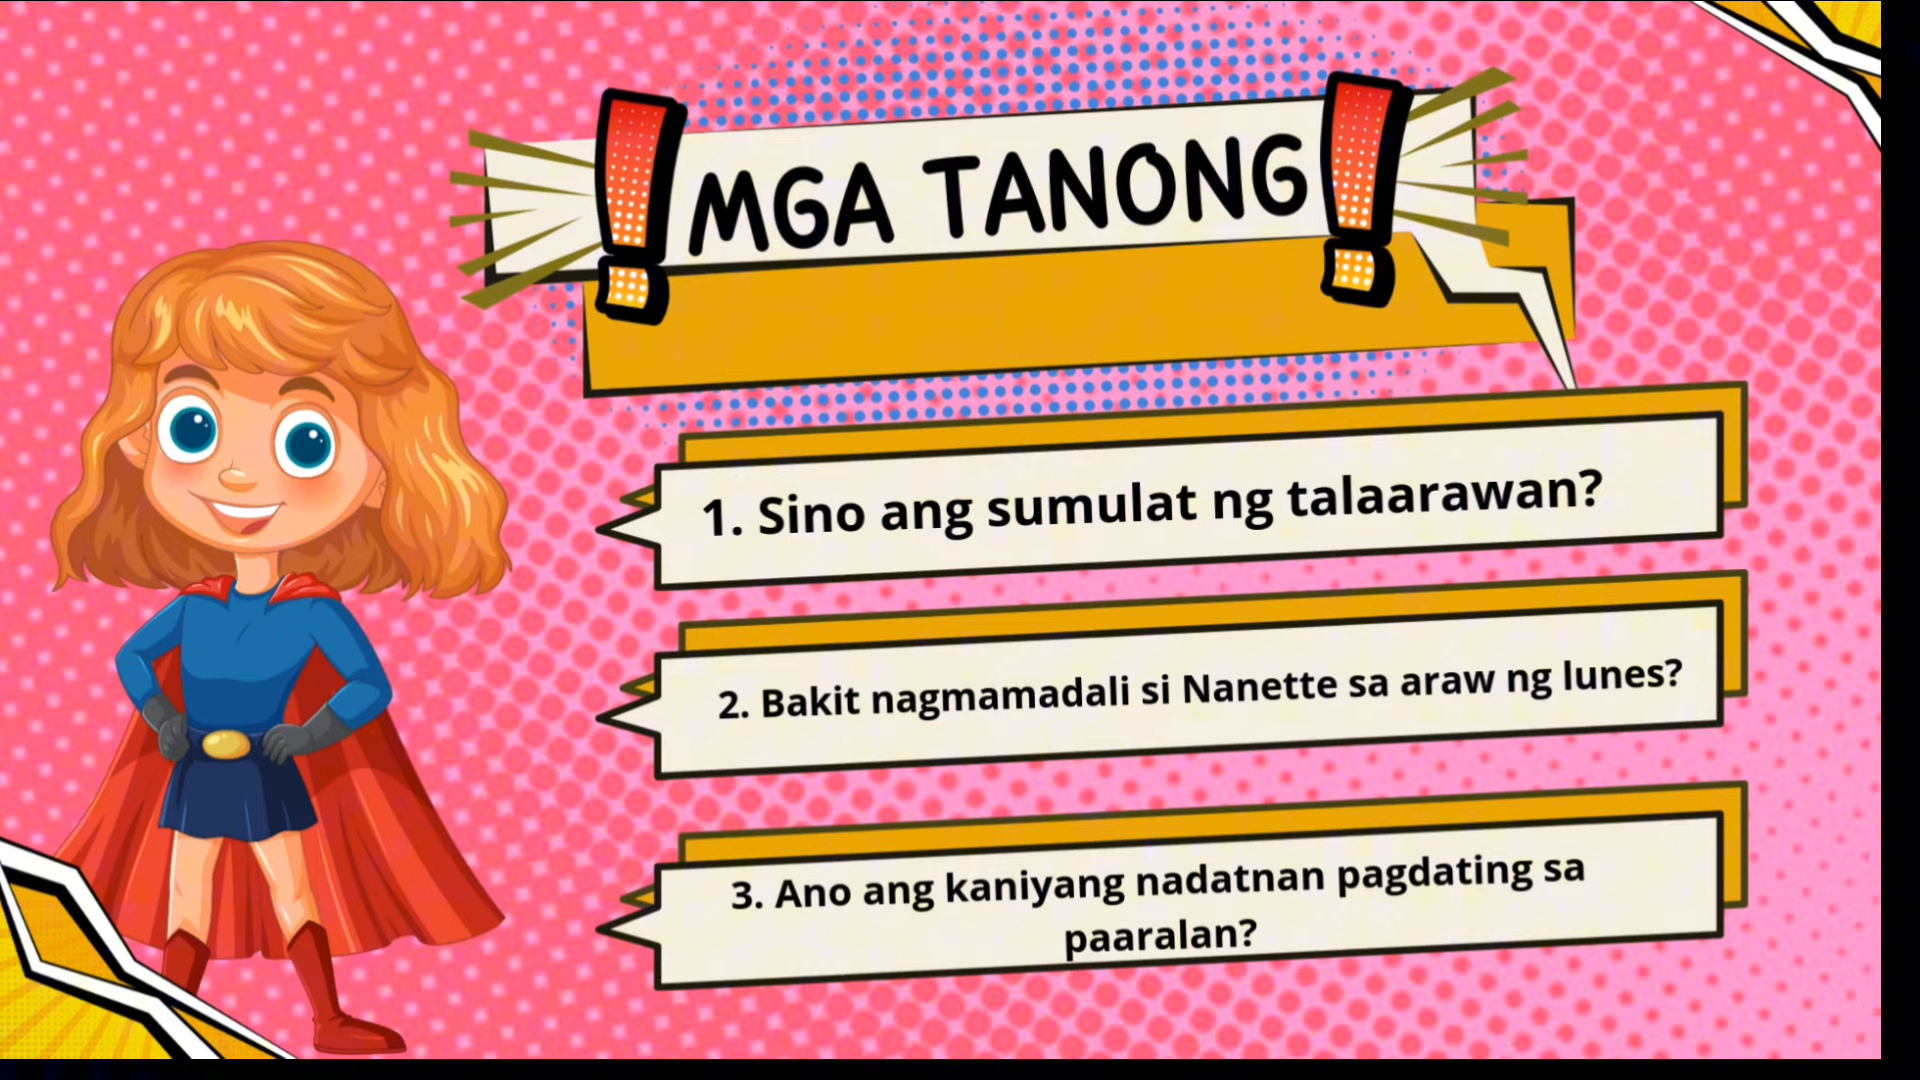 MGA TANONG
1. Sino ang sumulat ng talaarawan?
2. Bakit nagmamadali si Nanette sa araw ng lunes?
3. Ano ang kaniyang nadatnan pagdating sa
paaralan?